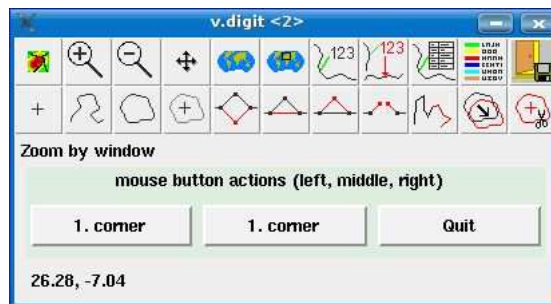 v.digit <2>
123 123
Zoom by window
mouse button actions (left, middle, right)
1. corner 1. corner Quit
26.28, -7.04